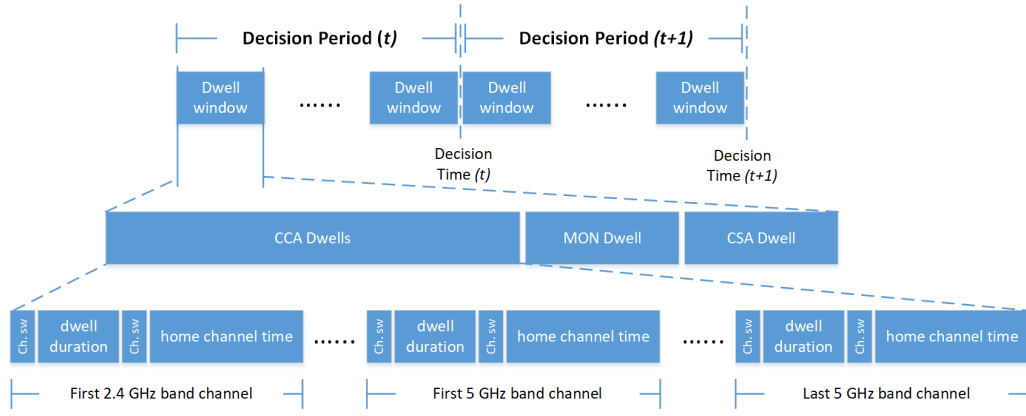 Decision Period (t)
Decision Period (t+1)
Dwell
window
......
Dwell
window
Dwell
window
......
Dwell
window
Decision
Time (t)
Decision
Time (t+1)
CCA Dwells
MON Dwell
CSA Dwell
Ch. sw
dwell
duration
Ch. sw
home channel time
......
Ch. sw
dwell
duration
Ch. sw
home channel time
......
Ch. sw
dwell
duration
Ch. sw
home channel time
First 2.4 GHz band channel
First 5 GHz band channel
Last 5 GHz band channel